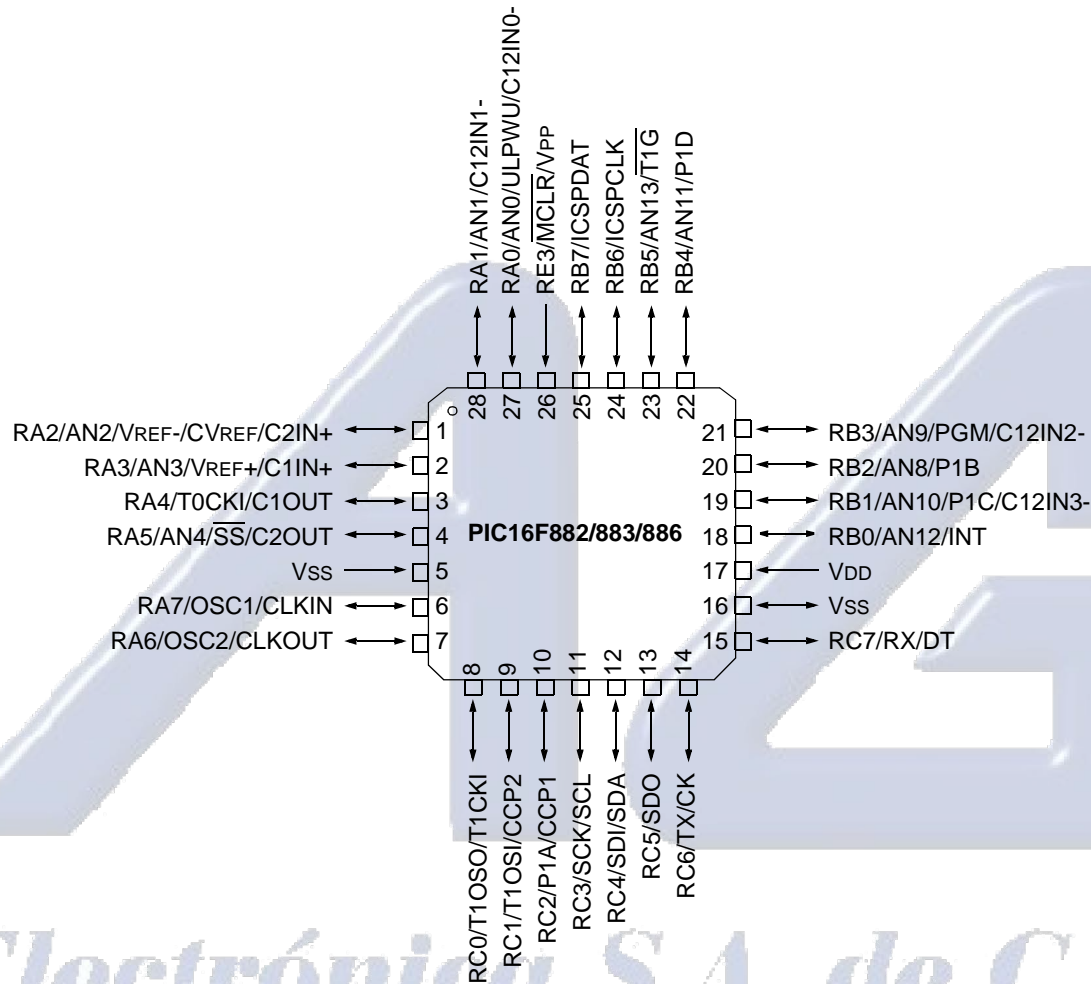 RA1/AN1/C12IN1-
RA0/AN0/ULPWU/C12IN0-
RE3/MCLR/VPP
RB7/ICSPDAT
RB6/ICSPCLK
RB5/AN13/T1G
RB4/AN11/P1D
28
27
26
25
24
23
22
RA2/AN2/VREF-/CVREF/C2IN+
1
21
RB3/AN9/PGM/C12IN2-
RA3/AN3/VREF+/C1IN+
2
20
RB2/AN8/P1B
RA4/T0CKI/C1OUT
3
19
RB1/AN10/P1C/C12IN3-
RA5/AN4/SS/C2OUT
4
PIC16F882/883/886
18
RB0/AN12/INT
VSS
5
17
VDD
RA7/OSC1/CLKIN
6
16
VSS
RA6/OSC2/CLKOUT
7
15
RC7/RX/DT
8
9
10
11
12
13
14
RC0/T1OSO/T1CKI
RC1/T1OSI/CCP2
RC2/P1A/CCP1
RC3/SCK/SCL
RC4/SDI/SDA
RC5/SDO
RC6/TX/CK
AG
Electrónica S.A. de C